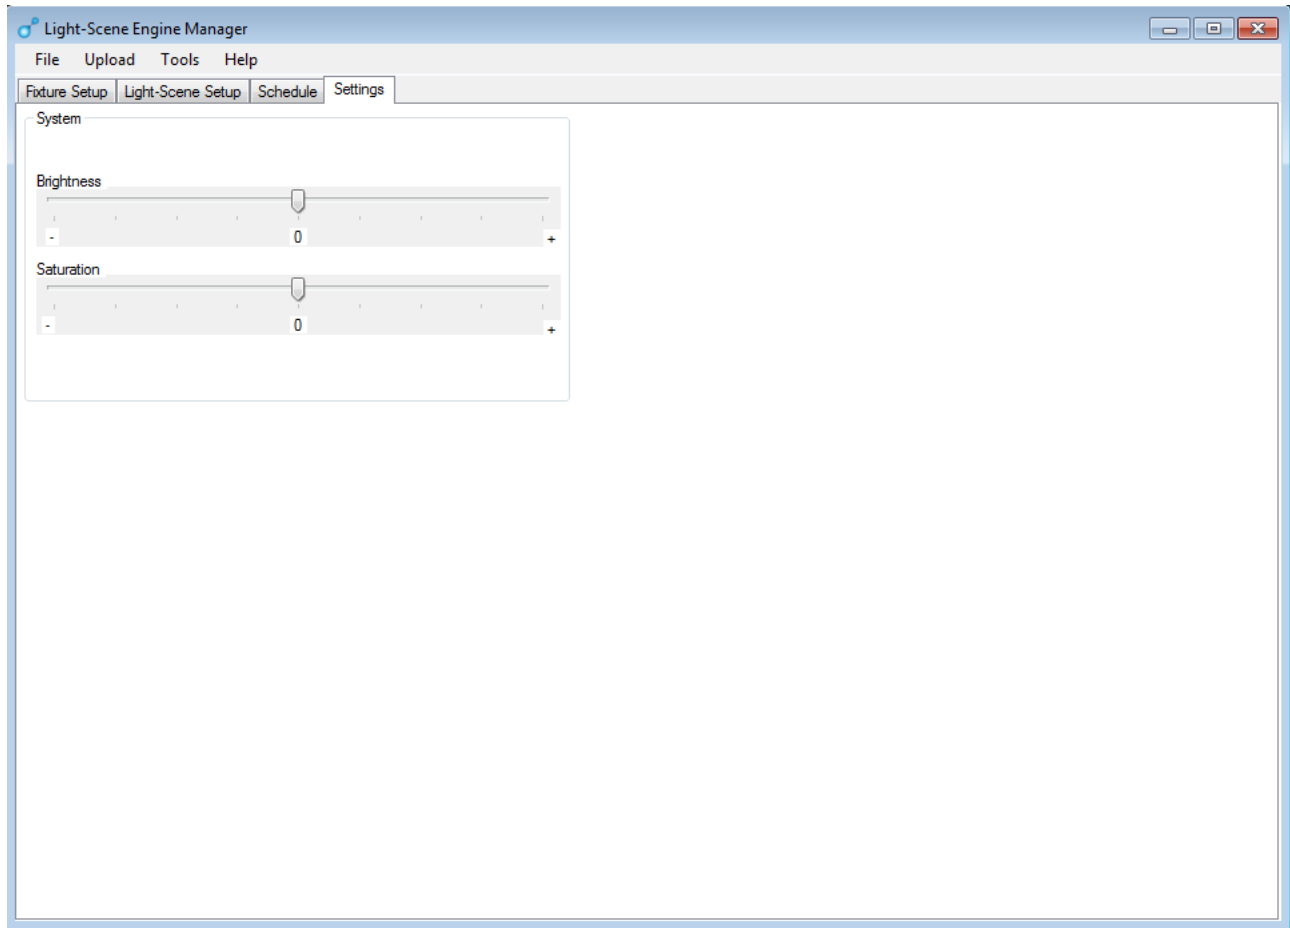 Light-Scene Engine Manager
File Upload Tools Help
Fixture Setup Light-Scene Setup Schedule Settings
System
Brightness
- 0 +
Saturation
- 0 +